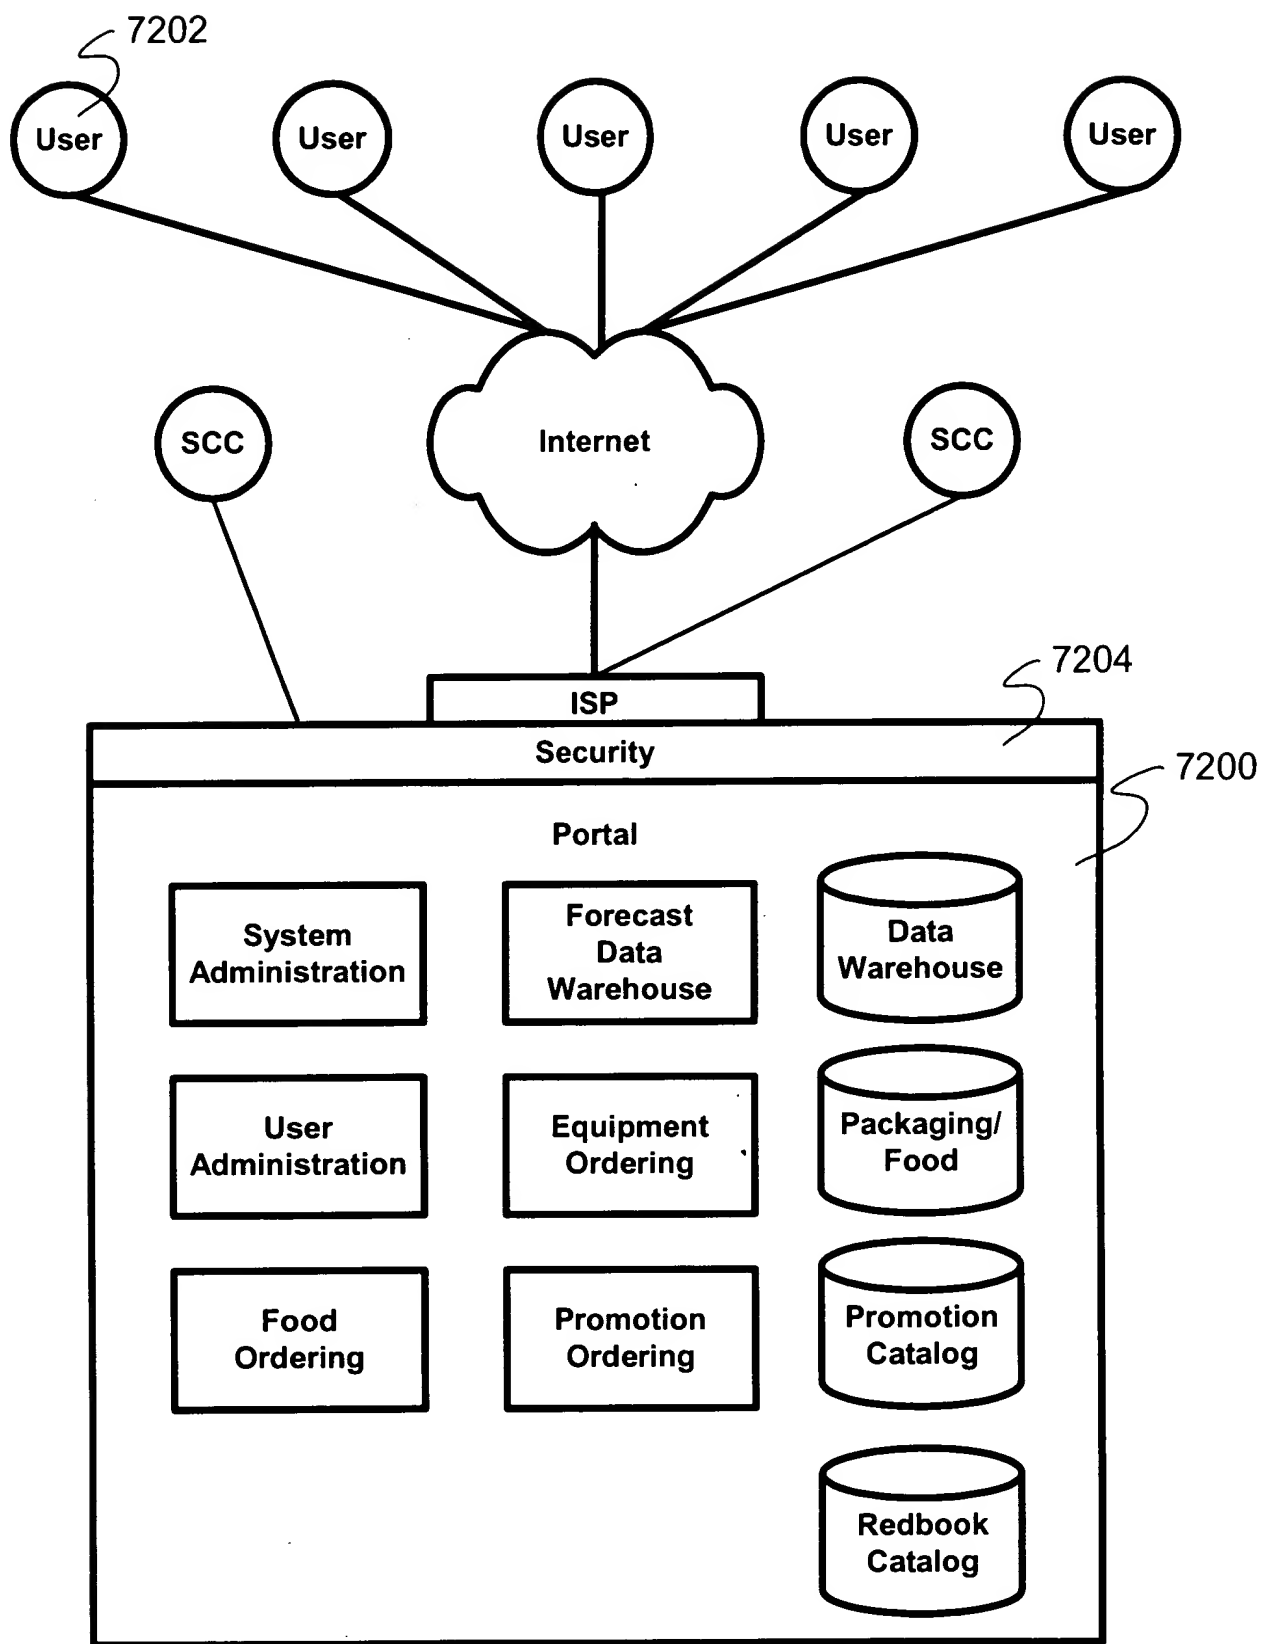 7202
User
User
User
User
User
SCC
Internet
SCC
7204
ISP
Security
7200
Portal
System
Administration
Forecast
Data
Warehouse
Data
Warehouse
User
Administration
Equipment
Ordering
Packaging/
Food
Food
Ordering
Promotion
Ordering
Promotion
Catalog
Redbook
Catalog